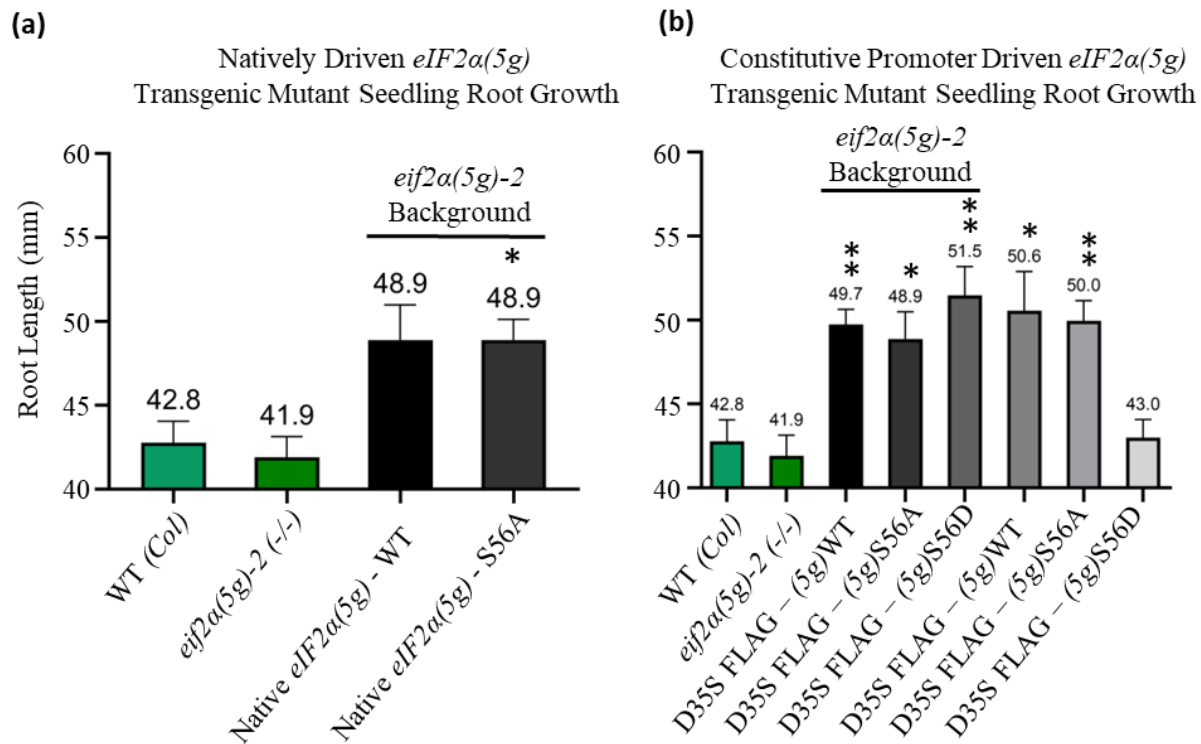 (a)
Natively Driven eIF2α(5g)
Transgenic Mutant Seedling Root Growth
Root Length (mm)
60
55
50
45
40
eif2α(5g)-2
Background
*
42.8
41.9
48.9
48.9
WT (Col)
eif2α(5g)-2 (-/-)
Native eIF2α(5g) - WT
Native eIF2α(5g) - S56A
(b)
Constitutive Promoter Driven eIF2α(5g)
Transgenic Mutant Seedling Root Growth
60
55
50
45
40
eif2α(5g)-2
Background
42.8
41.9
**
49.7
*
48.9
**
51.5
*
50.6
**
50.0
43.0
WT (Col)
eif2α(5g)-2 (-/-)
D35S FLAG – (5g)WT
D35S FLAG – (5g)S56A
D35S FLAG – (5g)S56D
D35S FLAG – (5g)WT
D35S FLAG – (5g)S56A
D35S FLAG – (5g)S56D